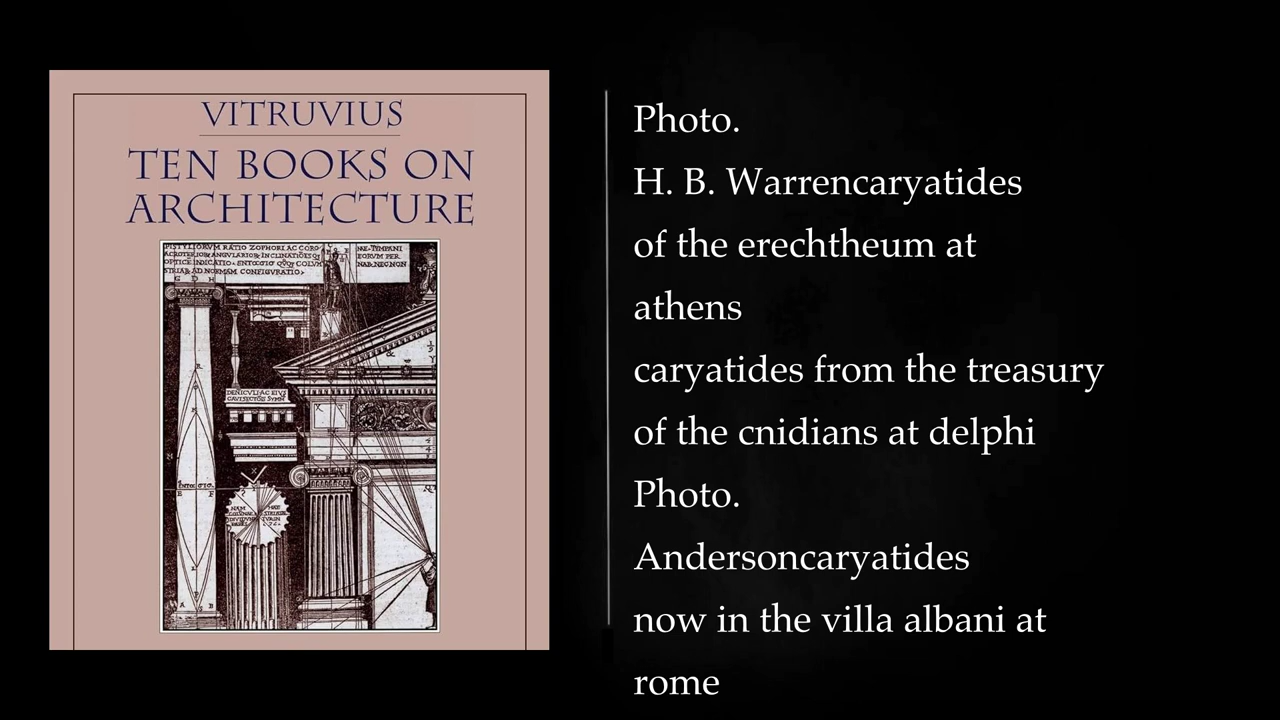 VITRUVIUS
TEN BOOKS ON
ARCHITECTURE
Photo.
H. B. Warrencaryatides
of the erechtheum at
athens
caryatides from the treasury
of the cnidians at delphi
Photo.
Andersoncaryatides
now in the villa albani at
rome